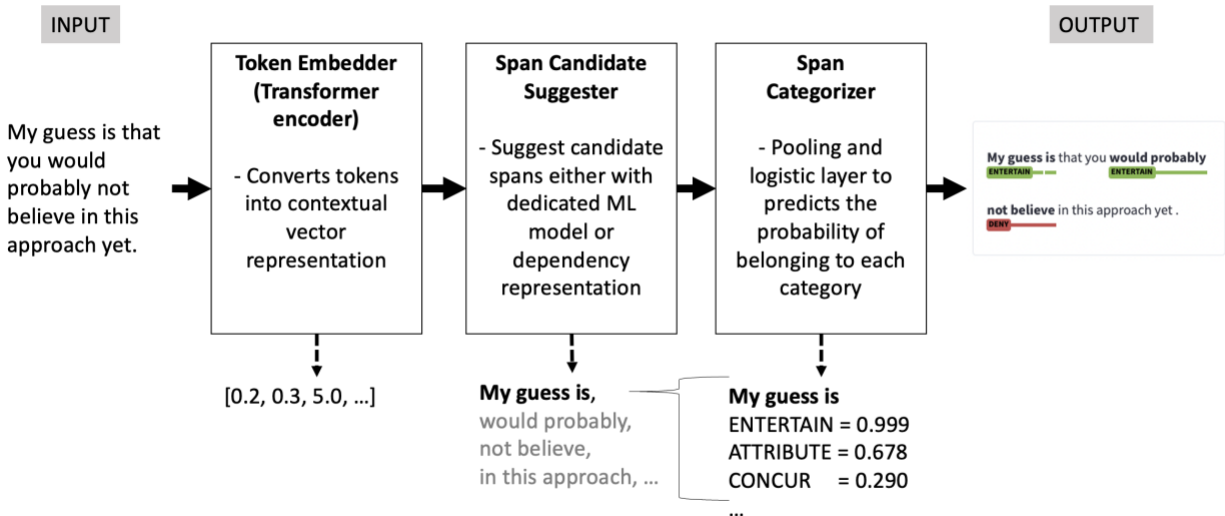 INPUT
OUTPUT
My guess is that
you would
probably not
believe in this
approach yet.
Token Embedder
(Transformer
encoder)
- Converts tokens
into contextual
vector
representation
Span Candidate
Suggester
- Suggest candidate
spans either with
dedicated ML
model or
dependency
representation
Span
Categorizer
- Pooling and
logistic layer to
predicts the
probability of
belonging to each
category
My guess is that you would probably
ENTERTAIN ENTERTAIN
not believe in this approach yet .
DENY
[0.2, 0.3, 5.0, ...]
My guess is,
would probably,
not believe,
in this approach, ...
My guess is
ENTERTAIN = 0.999
ATTRIBUTE = 0.678
CONCUR = 0.290
...